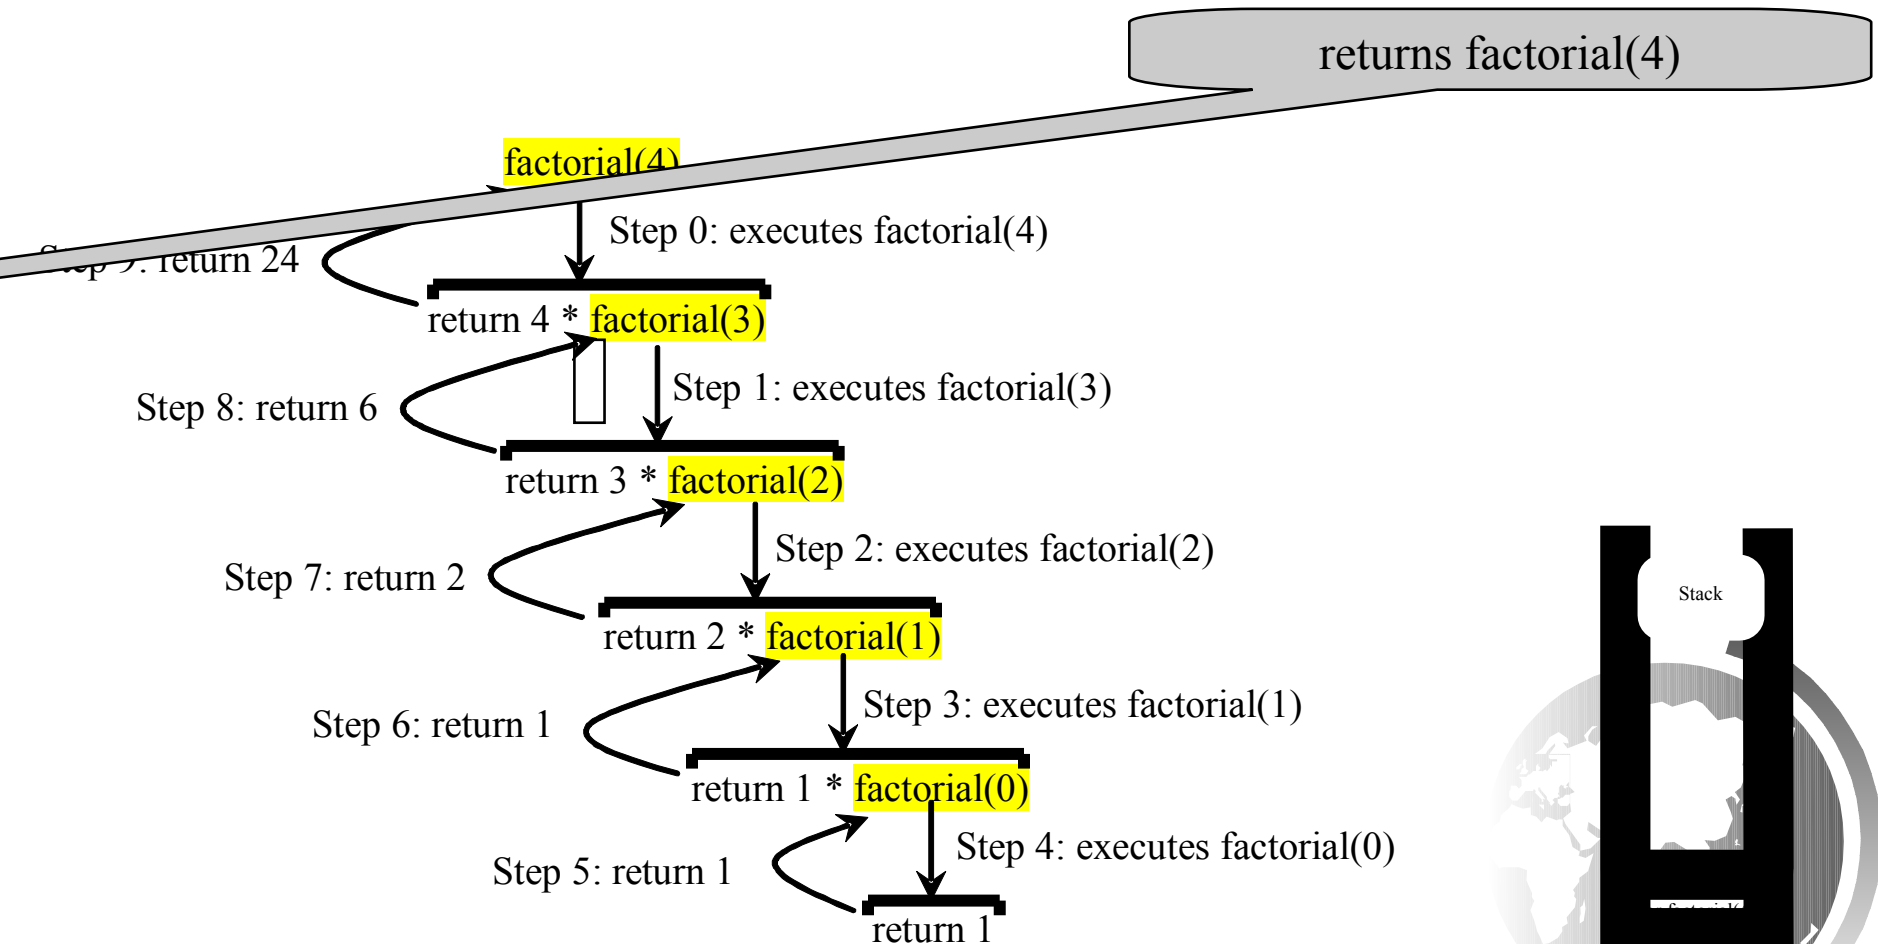 returns factorial(4)
factorial(4)
Step 0: executes factorial(4)
Step 9: return 24
return 4 * factorial(3)
Step 1: executes factorial(3)
Step 8: return 6
return 3 * factorial(2)
Step 2: executes factorial(2)
Step 7: return 2
Stack
return 2 * factorial(1)
Step 3: executes factorial(1)
Step 6: return 1
return 1 * factorial(0)
Step 4: executes factorial(0)
Step 5: return 1
return 1